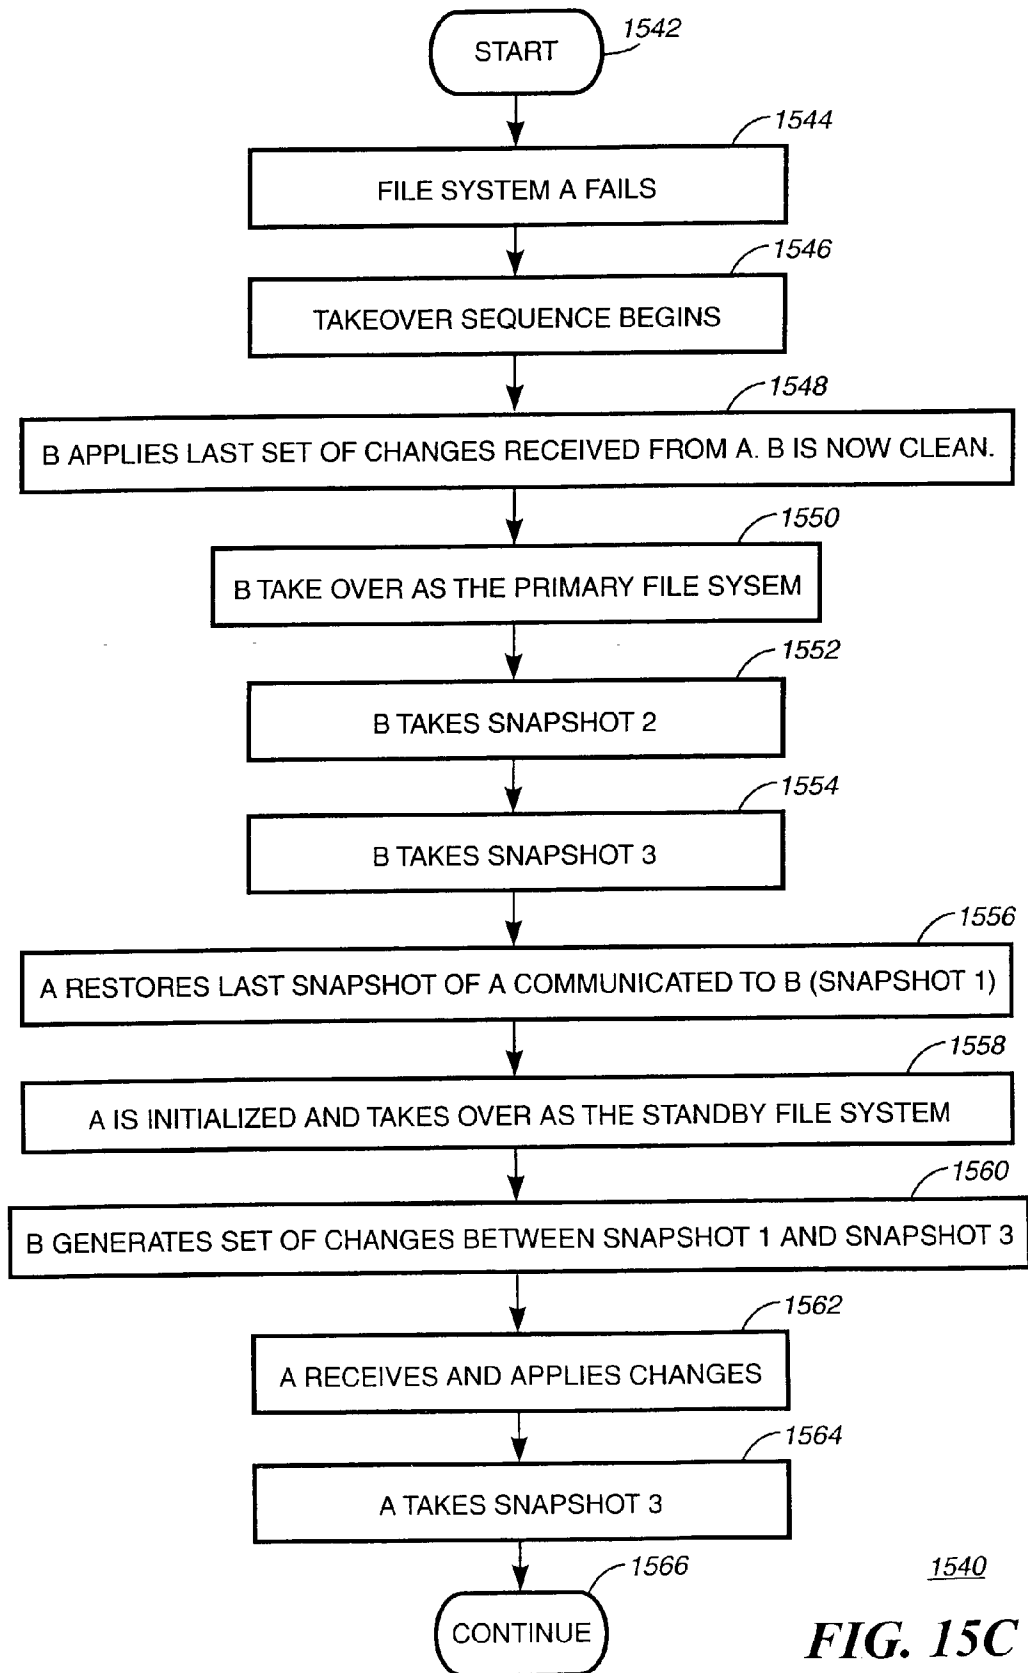 START
1542
1544
FILE SYSTEM A FAILS
1546
TAKEOVER SEQUENCE BEGINS
1548
B APPLIES LAST SET OF CHANGES RECEIVED FROM A. B IS NOW CLEAN.
1550
B TAKE OVER AS THE PRIMARY FILE SYSEM
1552
B TAKES SNAPSHOT 2
1554
B TAKES SNAPSHOT 3
1556
A RESTORES LAST SNAPSHOT OF A COMMUNICATED TO B (SNAPSHOT 1)
1558
A IS INITIALIZED AND TAKES OVER AS THE STANDBY FILE SYSTEM
1560
B GENERATES SET OF CHANGES BETWEEN SNAPSHOT 1 AND SNAPSHOT 3
1562
A RECEIVES AND APPLIES CHANGES
1564
A TAKES SNAPSHOT 3
1566
CONTINUE
1540
FIG. 15C